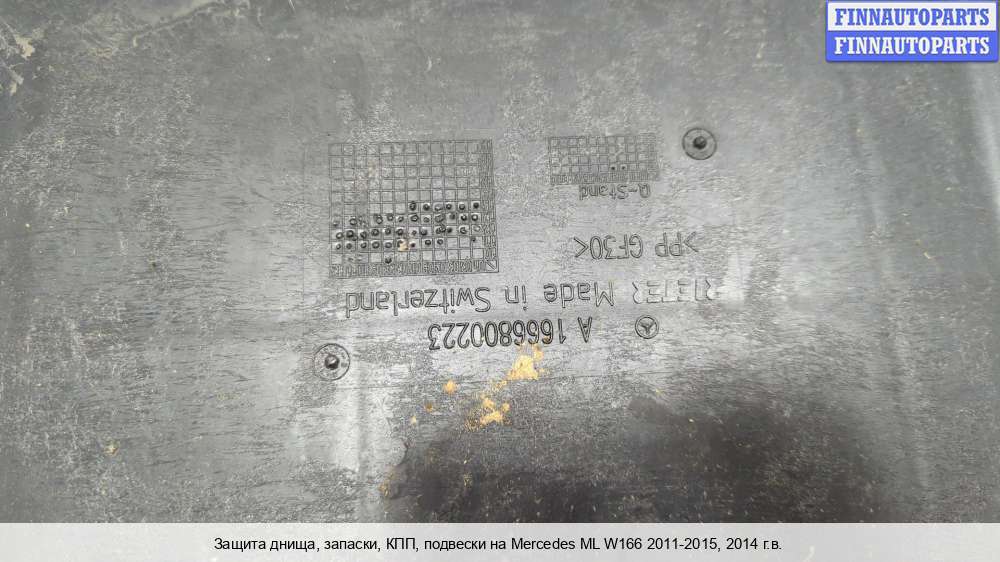 FINNAUTOPARTS
FINNAUTOPARTS
A 1666800223
RIETER Made in Switzerland
>PP GF30<
Q-Stand
Защита днища, запаски, КПП, подвески на Mercedes ML W166 2011-2015, 2014 г.в.